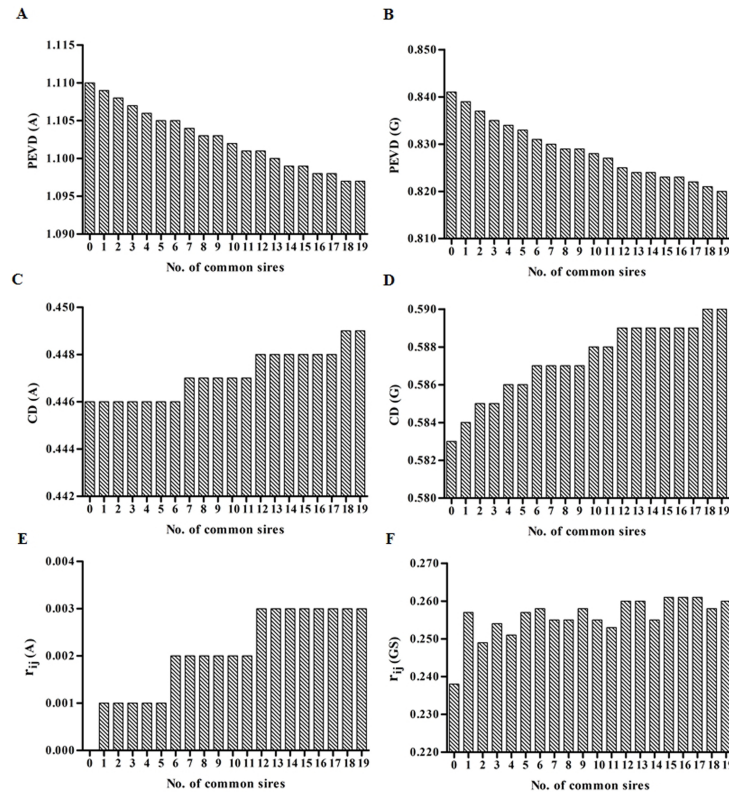 A
PEVD (A)
1.115
1.110
1.105
1.100
1.095
1.090
0 1 2 3 4 5 6 7 8 9 10 11 12 13 14 15 16 17 18 19
No. of common sires
B
PEVD (G)
0.850
0.840
0.830
0.820
0.810
0 1 2 3 4 5 6 7 8 9 10 11 12 13 14 15 16 17 18 19
No. of common sires
C
CD (A)
0.450
0.448
0.446
0.444
0.442
0 1 2 3 4 5 6 7 8 9 10 11 12 13 14 15 16 17 18 19
No. of common sires
D
CD (G)
0.590
0.588
0.586
0.584
0.582
0.580
0 1 2 3 4 5 6 7 8 9 10 11 12 13 14 15 16 17 18 19
No. of common sires
E
rij (A)
0.004
0.003
0.002
0.001
0.000
0 1 2 3 4 5 6 7 8 9 10 11 12 13 14 15 16 17 18 19
No. of common sires
F
rij (GS)
0.270
0.260
0.250
0.240
0.230
0.220
0 1 2 3 4 5 6 7 8 9 10 11 12 13 14 15 16 17 18 19
No. of common sires